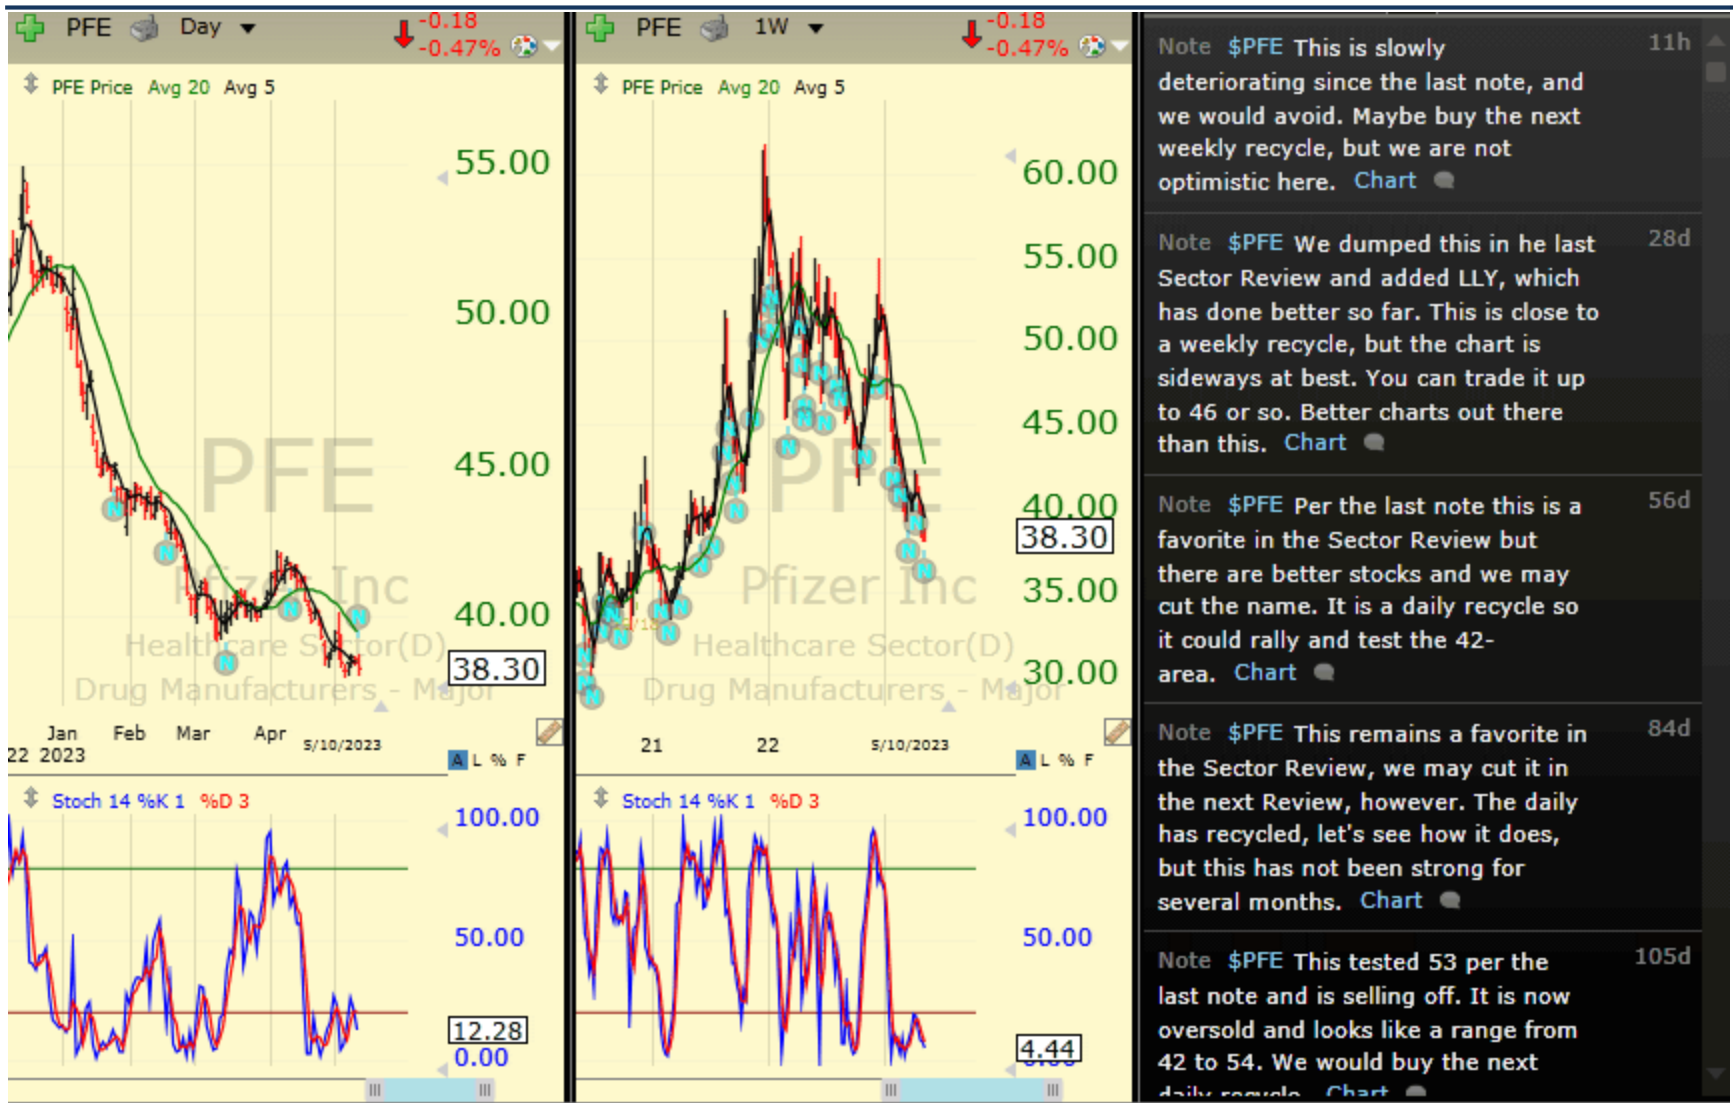 PFE Day -0.18
-0.47%
PFE Price Avg 20 Avg 5
55.00
50.00
45.00
40.00
38.30
PFE
Pfizer Inc
Healthcare Sector(D)
Drug Manufacturers - Major
Jan Feb Mar Apr 5/10/2023
22 2023
A L % F
Stoch 14 %K 1 %D 3
100.00
50.00
12.28
0.00
PFE 1W -0.18
-0.47%
PFE Price Avg 20 Avg 5
60.00
55.00
50.00
45.00
40.00
38.30
35.00
30.00
PFE
Pfizer Inc
Healthcare Sector(D)
Drug Manufacturers - Major
21 22 5/10/2023
A L % F
Stoch 14 %K 1 %D 3
100.00
50.00
4.44
0.00
Note $PFE This is slowly 11h
deteriorating since the last note, and
we would avoid. Maybe buy the next
weekly recycle, but we are not
optimistic here. Chart
Note $PFE We dumped this in he last 28d
Sector Review and added LLY, which
has done better so far. This is close to
a weekly recycle, but the chart is
sideways at best. You can trade it up
to 46 or so. Better charts out there
than this. Chart
Note $PFE Per the last note this is a 56d
favorite in the Sector Review but
there are better stocks and we may
cut the name. It is a daily recycle so
it could rally and test the 42-
area. Chart
Note $PFE This remains a favorite in 84d
the Sector Review, we may cut it in
the next Review, however. The daily
has recycled, let's see how it does,
but this has not been strong for
several months. Chart
Note $PFE This tested 53 per the 105d
last note and is selling off. It is now
oversold and looks like a range from
42 to 54. We would buy the next
daily recycle. Chart